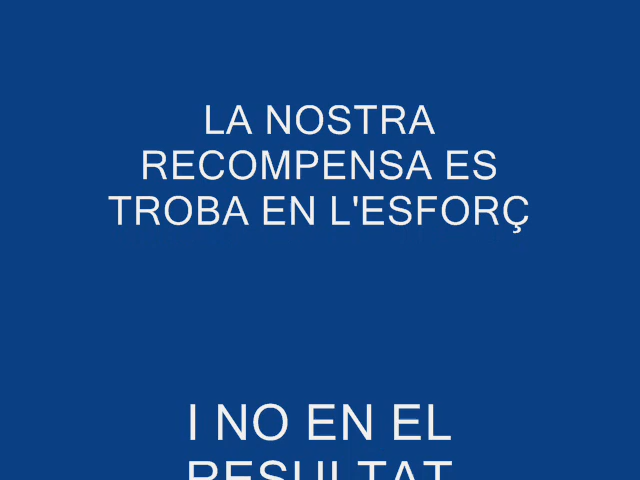 LA NOSTRA
RECOMPENSA ES
TROBA EN L'ESFORÇ
I NO EN EL
RESULTAT